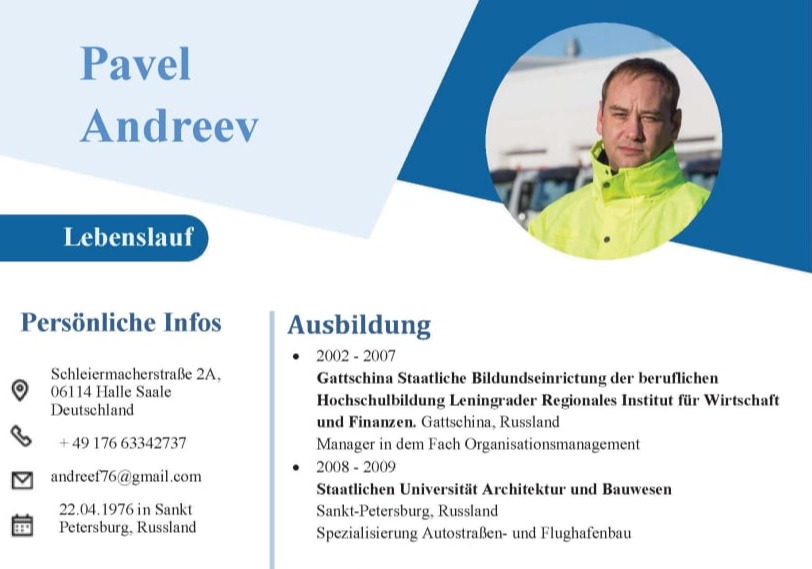 Pavel
Andreev
Lebenslauf
Persönliche Infos
Schleiermacherstraße 2A,
06114 Halle Saale
Deutschland
+ 49 176 63342737
andreef76@gmail.com
22.04.1976 in Sankt
Petersburg, Russland
Ausbildung
• 2002 - 2007
Gattschina Staatliche Bildundseinrictung der beruflichen
Hochschulbildung Leningrader Regionales Institut für Wirtschaft
und Finanzen. Gattschina, Russland
Manager in dem Fach Organisationsmanagement
• 2008 - 2009
Staatlichen Universität Architektur und Bauwesen
Sankt-Petersburg, Russland
Spezialisierung Autostraßen- und Flughafenbau